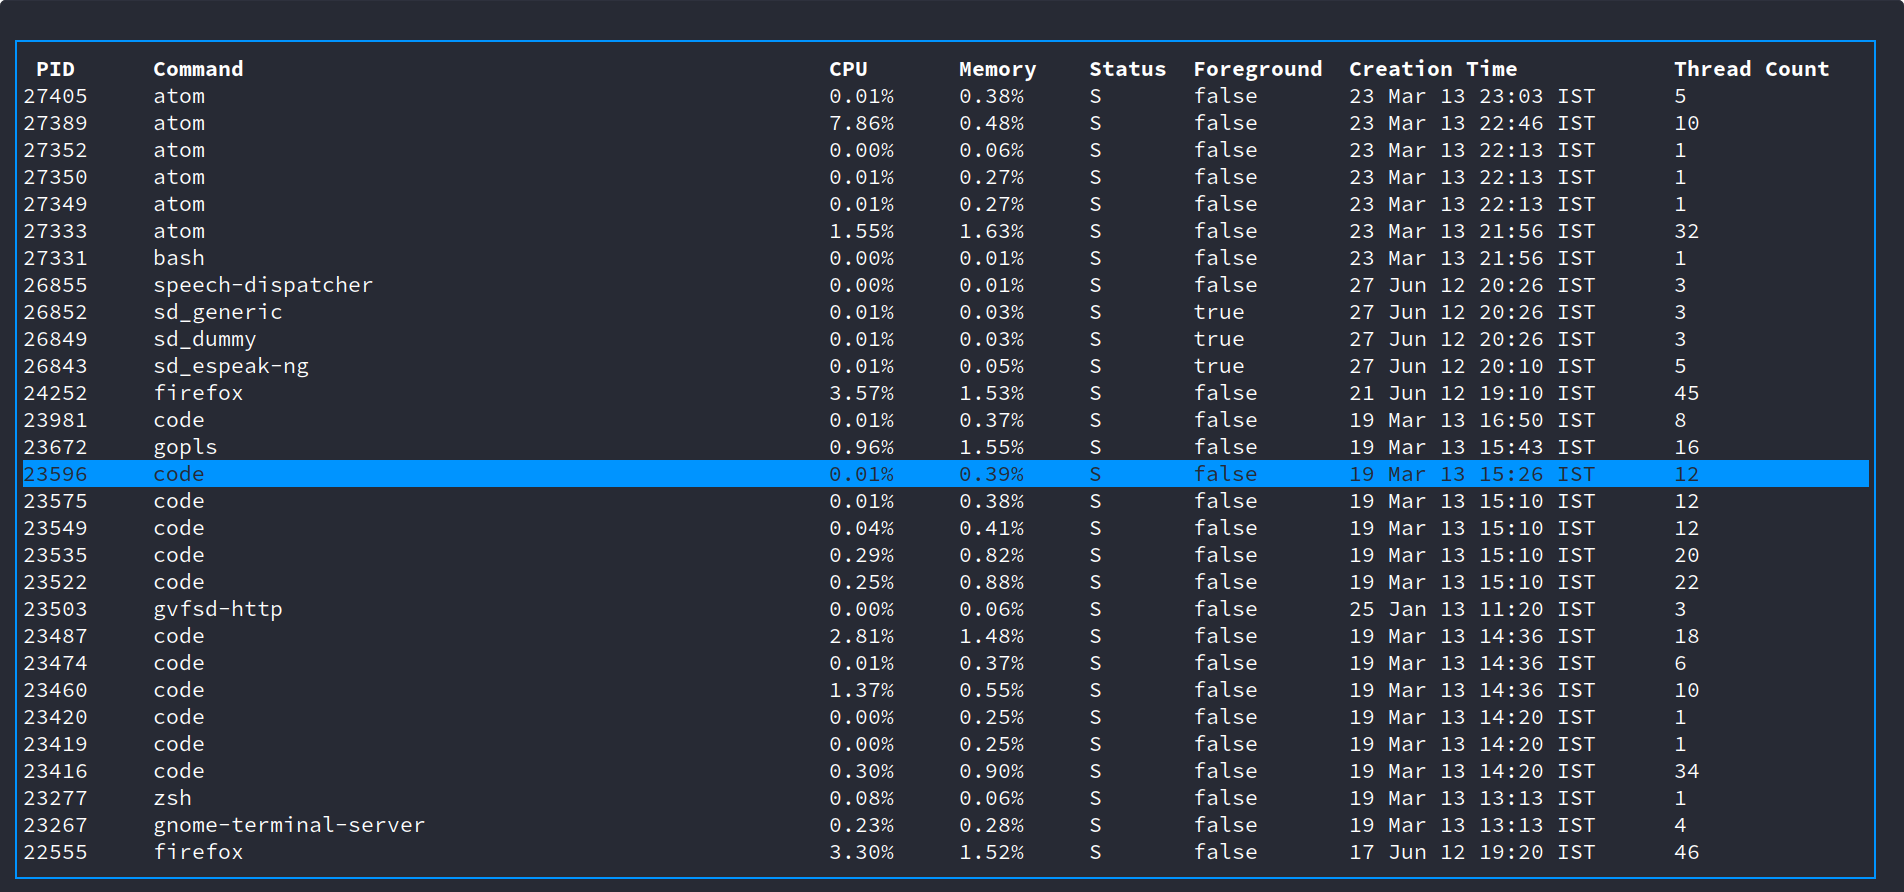 PID Command CPU Memory Status Foreground Creation Time Thread Count
27405 atom 0.01% 0.38% S false 23 Mar 13 23:03 IST 5
27389 atom 7.86% 0.48% S false 23 Mar 13 22:46 IST 10
27352 atom 0.00% 0.06% S false 23 Mar 13 22:13 IST 1
27350 atom 0.01% 0.27% S false 23 Mar 13 22:13 IST 1
27349 atom 0.01% 0.27% S false 23 Mar 13 22:13 IST 1
27333 atom 1.55% 1.63% S false 23 Mar 13 21:56 IST 32
27331 bash 0.00% 0.01% S false 23 Mar 13 21:56 IST 1
26855 speech-dispatcher 0.00% 0.01% S false 27 Jun 12 20:26 IST 3
26852 sd_generic 0.01% 0.03% S true 27 Jun 12 20:26 IST 3
26849 sd_dummy 0.01% 0.03% S true 27 Jun 12 20:26 IST 3
26843 sd_espeak-ng 0.01% 0.05% S true 27 Jun 12 20:10 IST 5
24252 firefox 3.57% 1.53% S false 21 Jun 12 19:10 IST 45
23981 code 0.01% 0.37% S false 19 Mar 13 16:50 IST 8
23672 gopls 0.96% 1.55% S false 19 Mar 13 15:43 IST 16
23596 code 0.01% 0.39% S false 19 Mar 13 15:26 IST 12
23575 code 0.01% 0.38% S false 19 Mar 13 15:10 IST 12
23549 code 0.04% 0.41% S false 19 Mar 13 15:10 IST 12
23535 code 0.29% 0.82% S false 19 Mar 13 15:10 IST 20
23522 code 0.25% 0.88% S false 19 Mar 13 15:10 IST 22
23503 gvfsd-http 0.00% 0.06% S false 25 Jan 13 11:20 IST 3
23487 code 2.81% 1.48% S false 19 Mar 13 14:36 IST 18
23474 code 0.01% 0.37% S false 19 Mar 13 14:36 IST 6
23460 code 1.37% 0.55% S false 19 Mar 13 14:36 IST 10
23420 code 0.00% 0.25% S false 19 Mar 13 14:20 IST 1
23419 code 0.00% 0.25% S false 19 Mar 13 14:20 IST 1
23416 code 0.30% 0.90% S false 19 Mar 13 14:20 IST 34
23277 zsh 0.08% 0.06% S false 19 Mar 13 13:13 IST 1
23267 gnome-terminal-server 0.23% 0.28% S false 19 Mar 13 13:13 IST 4
22555 firefox 3.30% 1.52% S false 17 Jun 12 19:20 IST 46